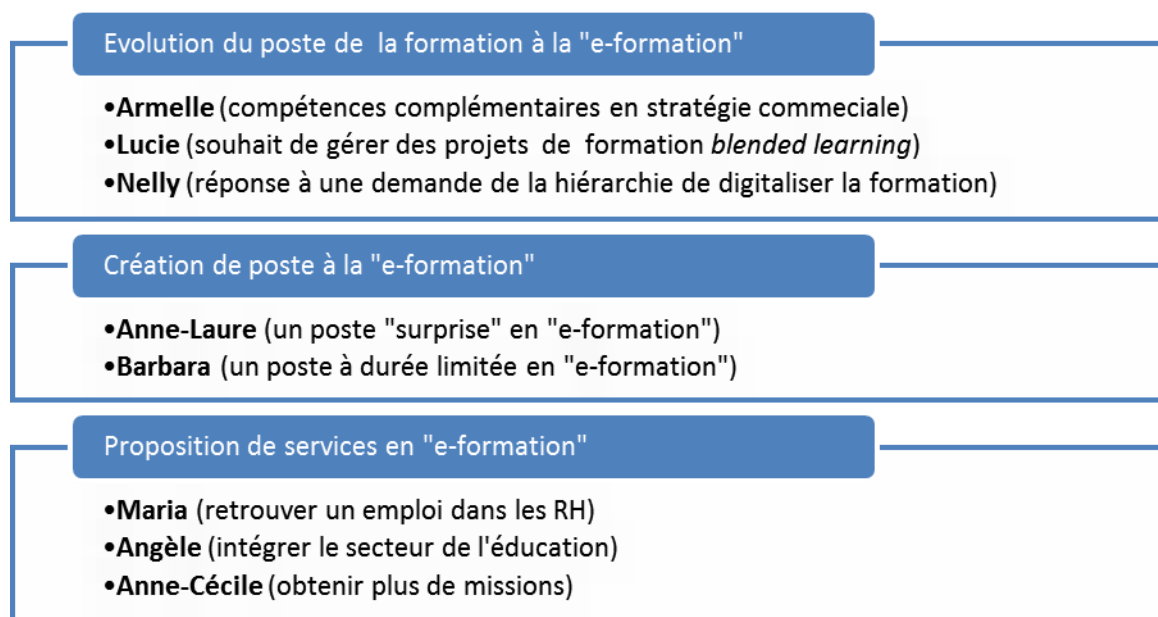 Evolution du poste de la formation à la "e-formation"
•Armelle (compétences complémentaires en stratégie commeciale)
•Lucie (souhait de gérer des projets de formation blended learning)
•Nelly (réponse à une demande de la hiérarchie de digitaliser la formation)
Création de poste à la "e-formation"
•Anne-Laure (un poste "surprise" en "e-formation")
•Barbara (un poste à durée limitée en "e-formation")
Proposition de services en "e-formation"
•Maria (retrouver un emploi dans les RH)
•Angèle (intégrer le secteur de l'éducation)
•Anne-Cécile (obtenir plus de missions)